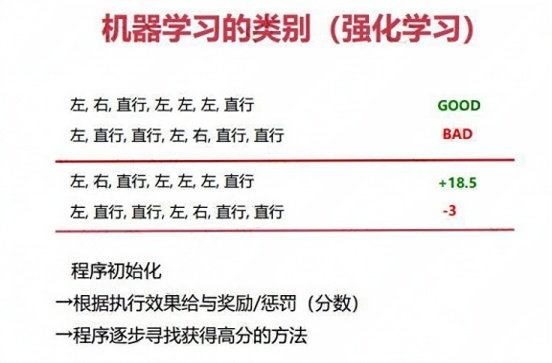 机器学习的类别（强化学习）
左, 右, 直行, 左, 左, 左, 直行 GOOD
左, 直行, 直行, 左, 右, 直行, 直行 BAD
左, 右, 直行, 左, 左, 左, 直行 +18.5
左, 直行, 直行, 左, 右, 直行, 直行 -3
程序初始化
→根据执行效果给与奖励/惩罚（分数）
→程序逐步寻找获得高分的方法